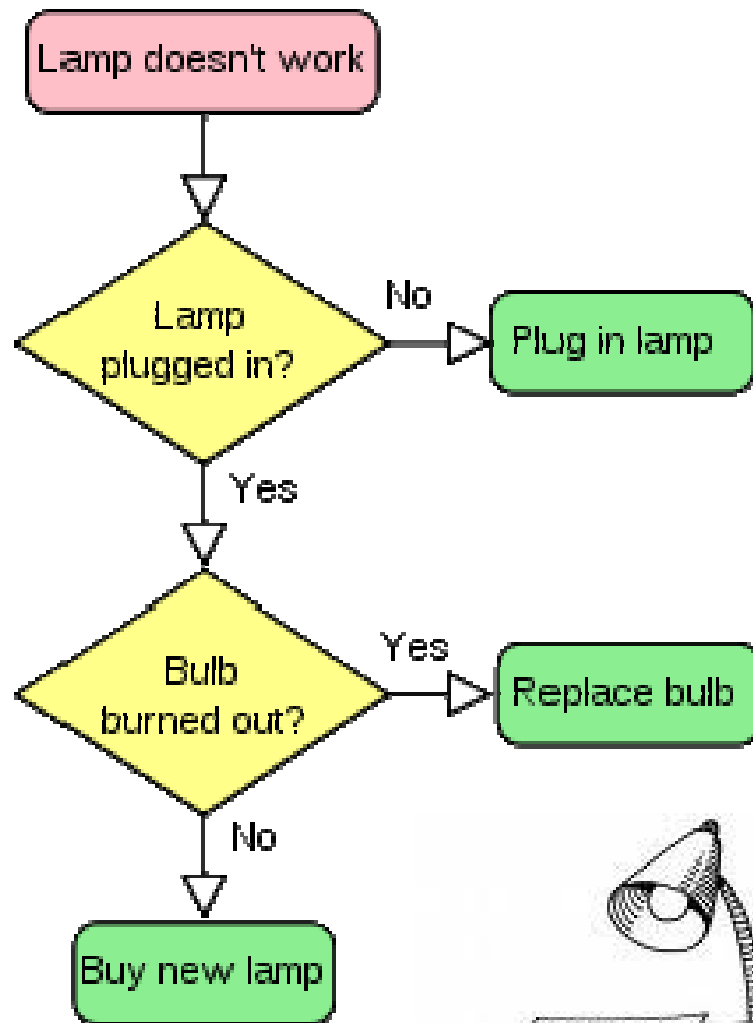 Lamp doesn't work
Lamp
plugged in?
No
Plug in lamp
Yes
Bulb
burned out?
Yes
Replace bulb
No
Buy new lamp